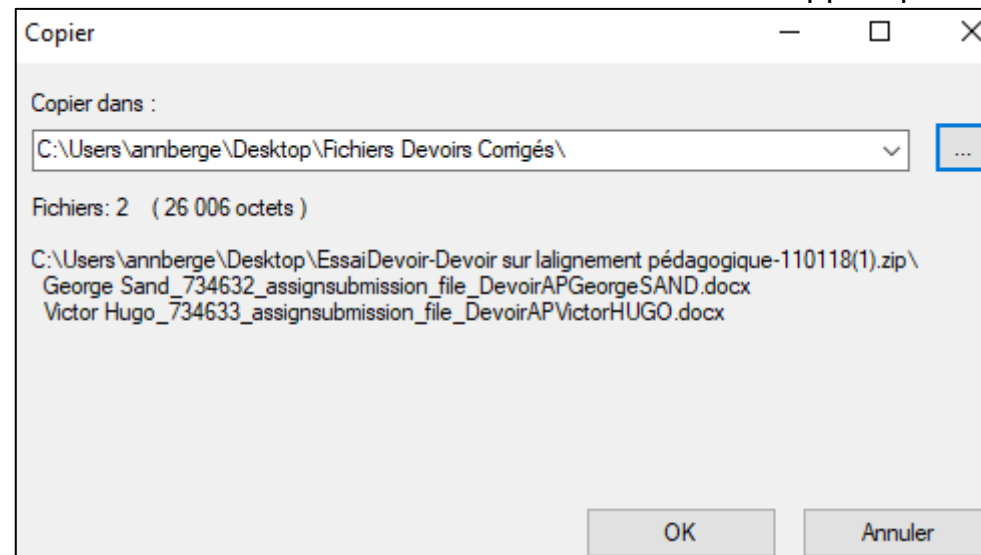 Copier
Copier dans :
C:\Users\annberge\Desktop\Fichiers Devoirs Corrigés\
...
Fichiers: 2 ( 26 006 octets )
C:\Users\annberge\Desktop\EssaiDevoir-Devoir sur lalignement pédagogique-110118(1).zip\
George Sand_734632_assignsubmission_file_DevoirAPGeorgeSAND.docx
Victor Hugo_734633_assignsubmission_file_DevoirAPVictorHUGO.docx
OK
Annuler